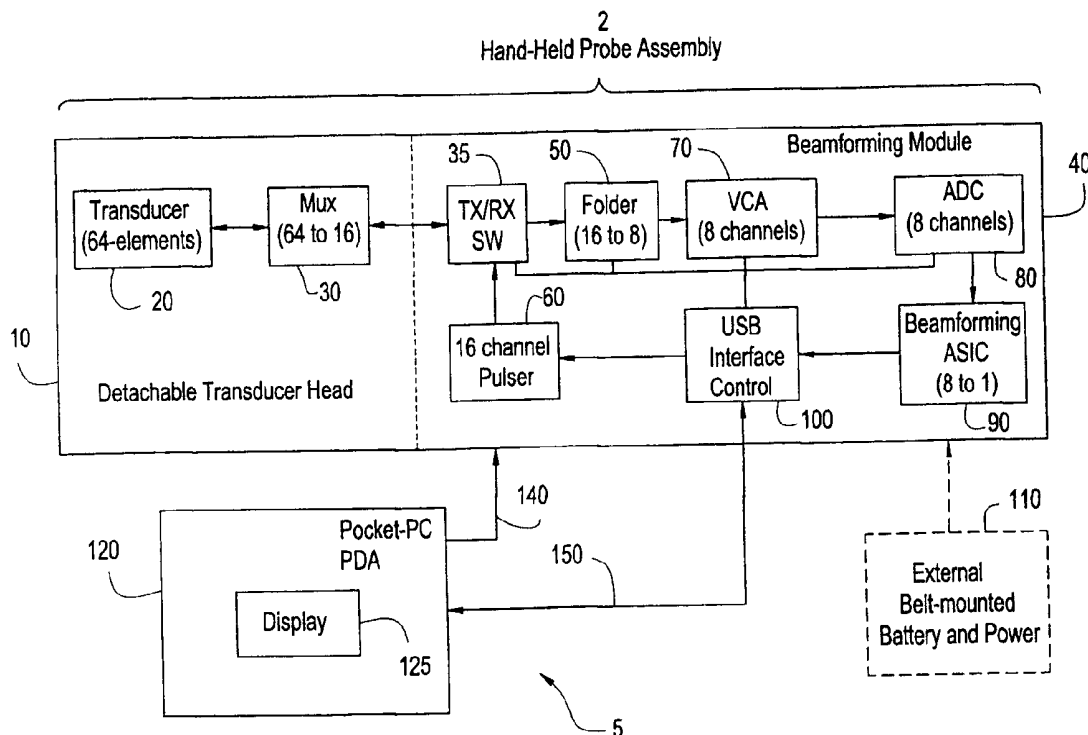 2
Hand-Held Probe Assembly
35
50
70
Beamforming Module
40
Transducer
(64-elements)
Mux
(64 to 16)
TX/RX
SW
Folder
(16 to 8)
VCA
(8 channels)
ADC
(8 channels)
20
30
60
80
10
Detachable Transducer Head
16 channel
Pulser
USB
Interface
Control
Beamforming
ASIC
(8 to 1)
100
90
120
Pocket-PC
PDA
140
150
110
Display
125
External
Belt-mounted
Battery and Power
5